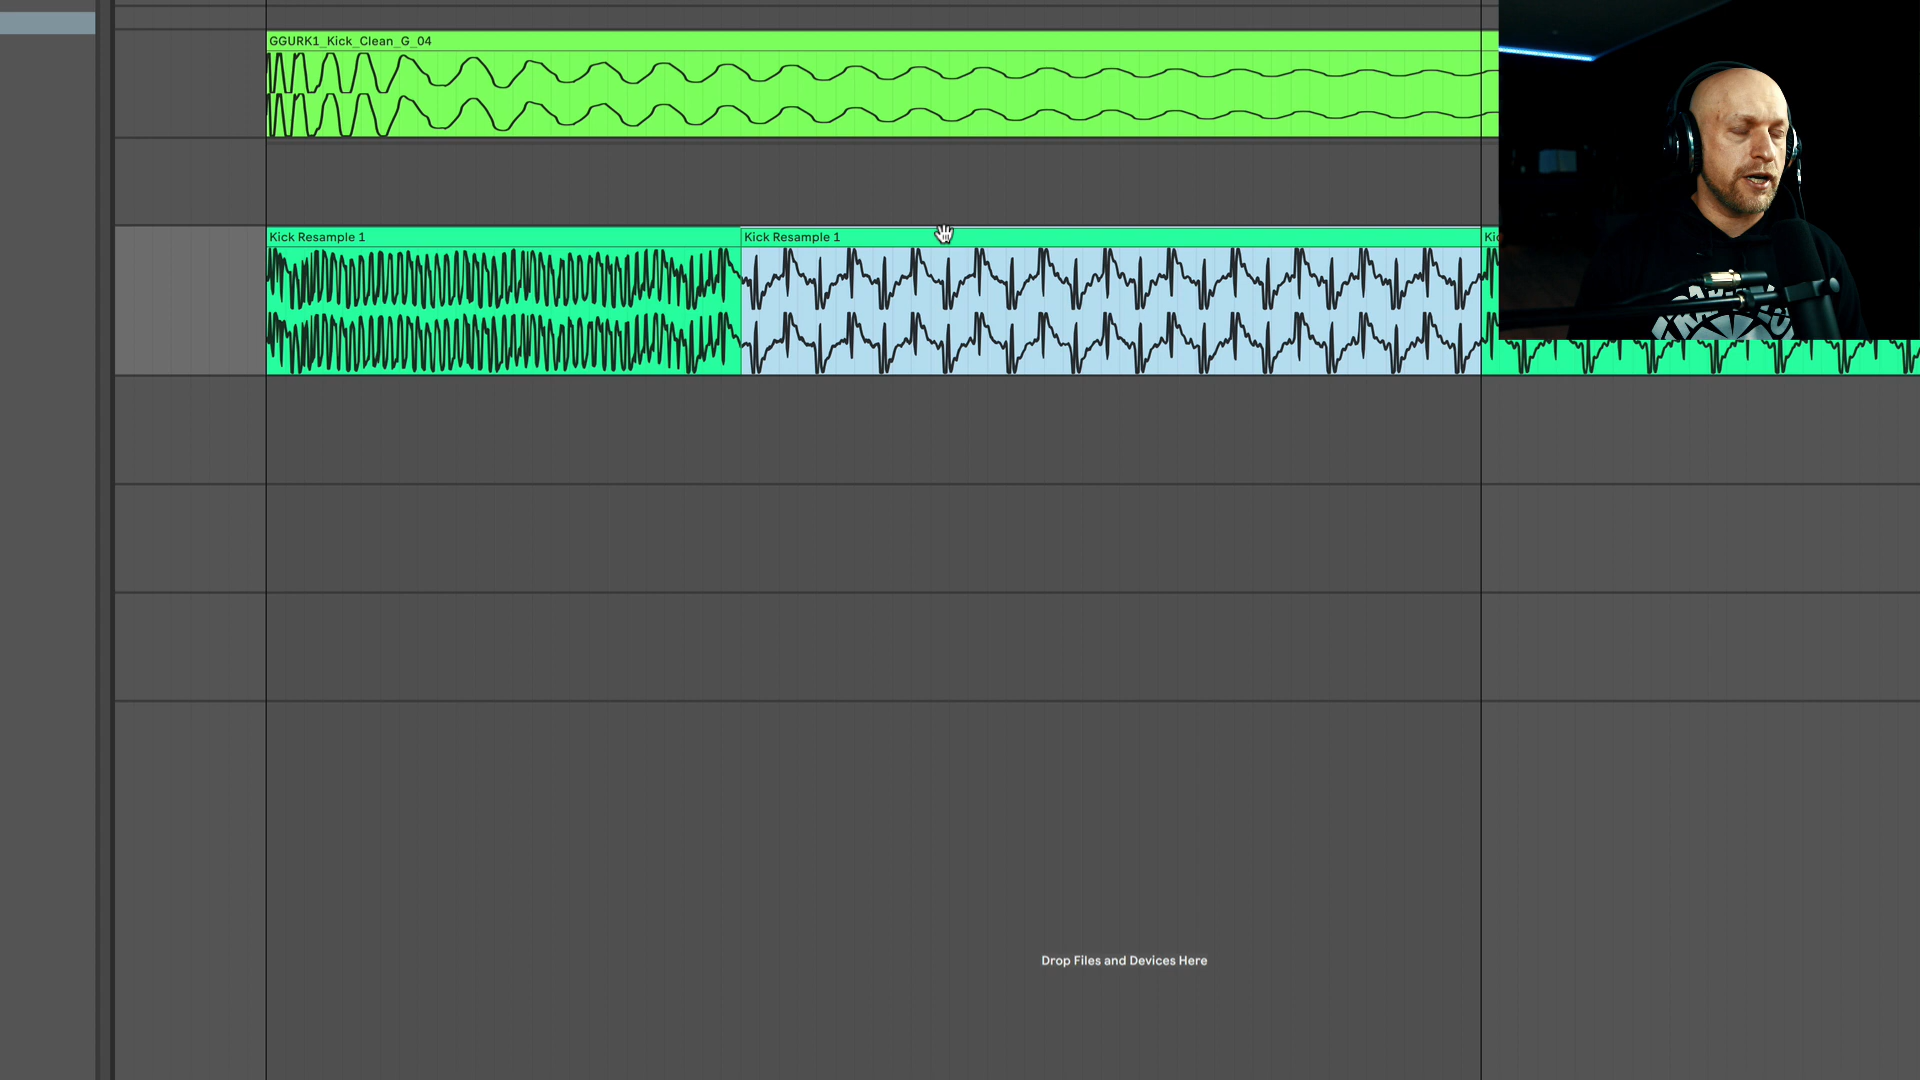 GGURK1_Kick_Clean_G_04
Kick Resample 1
Kick Resample 1
Drop Files and Devices Here